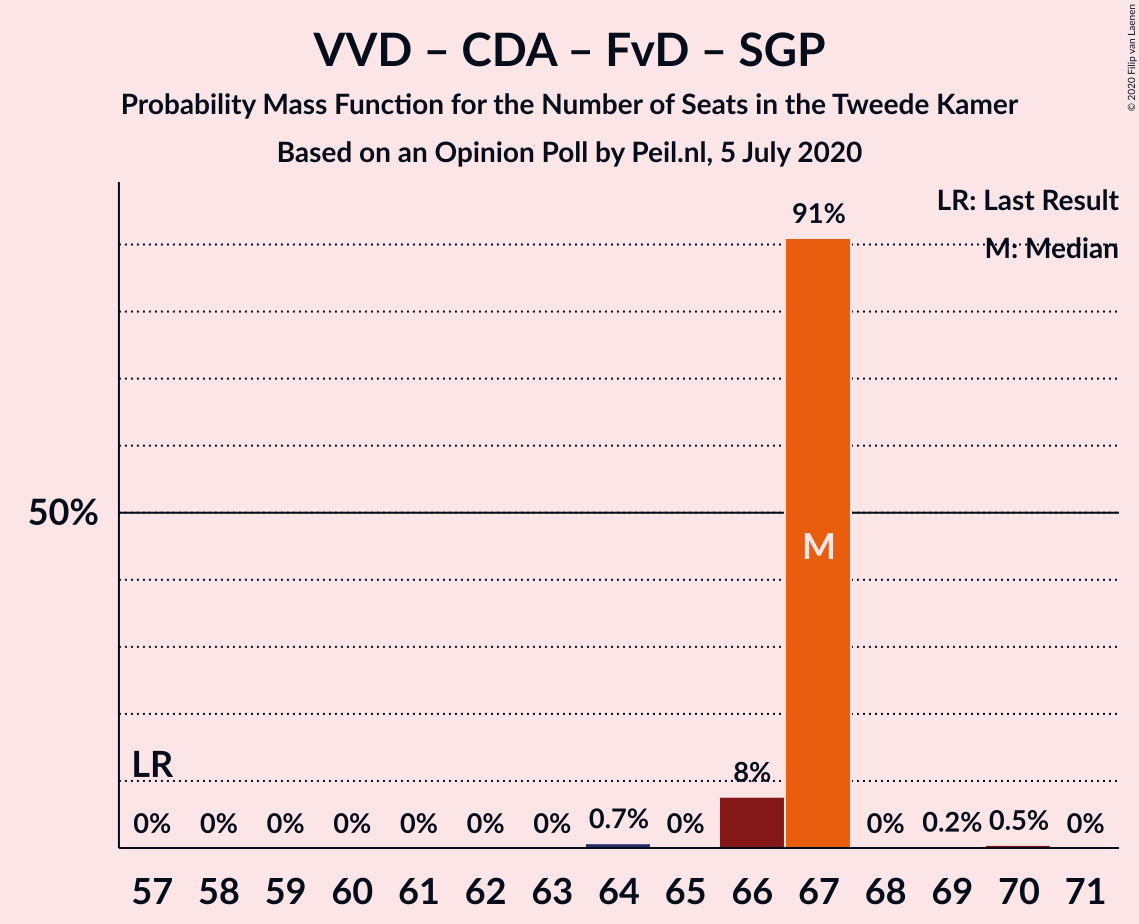 VVD – CDA – FvD – SGP
Probability Mass Function for the Number of Seats in the Tweede Kamer
Based on an Opinion Poll by Peil.nl, 5 July 2020
© 2020 Filip van Laenen
LR: Last Result
M: Median
91%
50%
M
LR
8%
0% 0% 0% 0% 0% 0% 0% 0.7% 0% 0% 0.2% 0.5% 0%
57 58 59 60 61 62 63 64 65 66 67 68 69 70 71